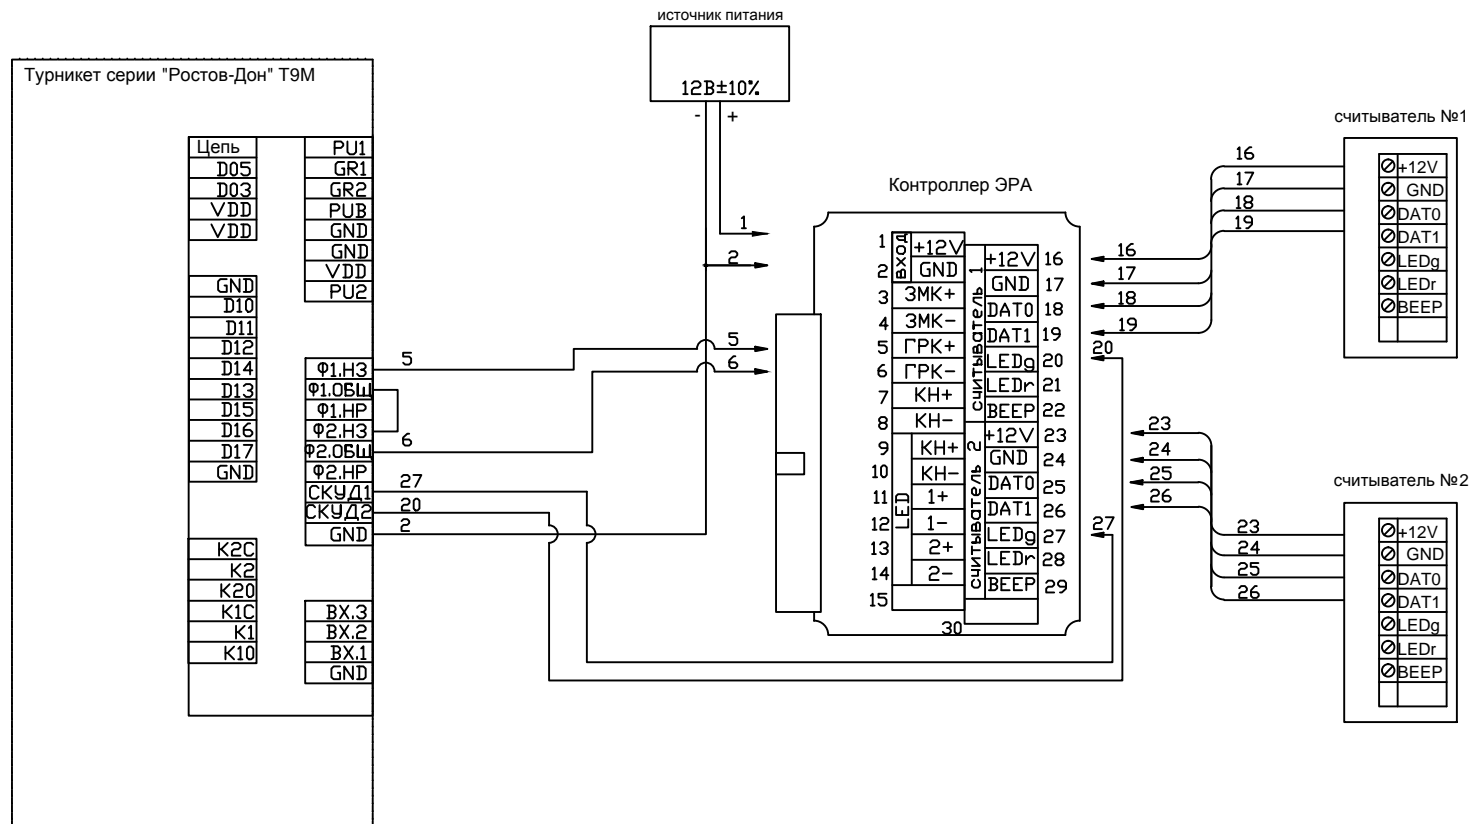 источник питания
12В±10%
- +
Турникет серии "Ростов-Дон" Т9М
Цепь
D05
D03
VDD
VDD
GND
D10
D11
D12
D14
D13
D15
D16
D17
GND
K2C
K2
K20
K1C
K1
K10
PU1
GR1
GR2
PUB
GND
GND
VDD
PU2
Ф1.НЗ
Ф1.ОБЩ
Ф1.НР
Ф2.НЗ
Ф2.ОБЩ
Ф2.НР
СКУД1
СКУД2
GND
ВХ.3
ВХ.2
ВХ.1
GND
5
6
27
20
2
1
2
5
6
Контроллер ЭРА
ВХОД
1 +12V
2 GND
3 ЗМК+
4 ЗМК-
5 ГРК+
6 ГРК-
7 КН+
8 КН-
LED
9 КН+
10 КН-
11 1+
12 1-
13 2+
14 2-
15
считыватель 1
+12V 16
GND 17
DAT0 18
DAT1 19
LEDg 20
LEDr 21
BEEP 22
считыватель 2
+12V 23
GND 24
DAT0 25
DAT1 26
LEDg 27
LEDr 28
BEEP 29
30
16
17
18
19
20
23
24
25
26
27
16
17
18
19
считыватель №1
+12V
GND
DAT0
DAT1
LEDg
LEDr
BEEP
23
24
25
26
считыватель №2
+12V
GND
DAT0
DAT1
LEDg
LEDr
BEEP